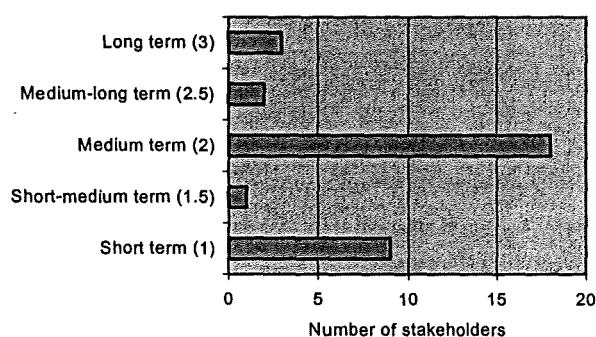 Long term (3)
Medium-long term (2.5)
Medium term (2)
Short-medium term (1.5)
Short term (1)
0 5 10 15 20
Number of stakeholders